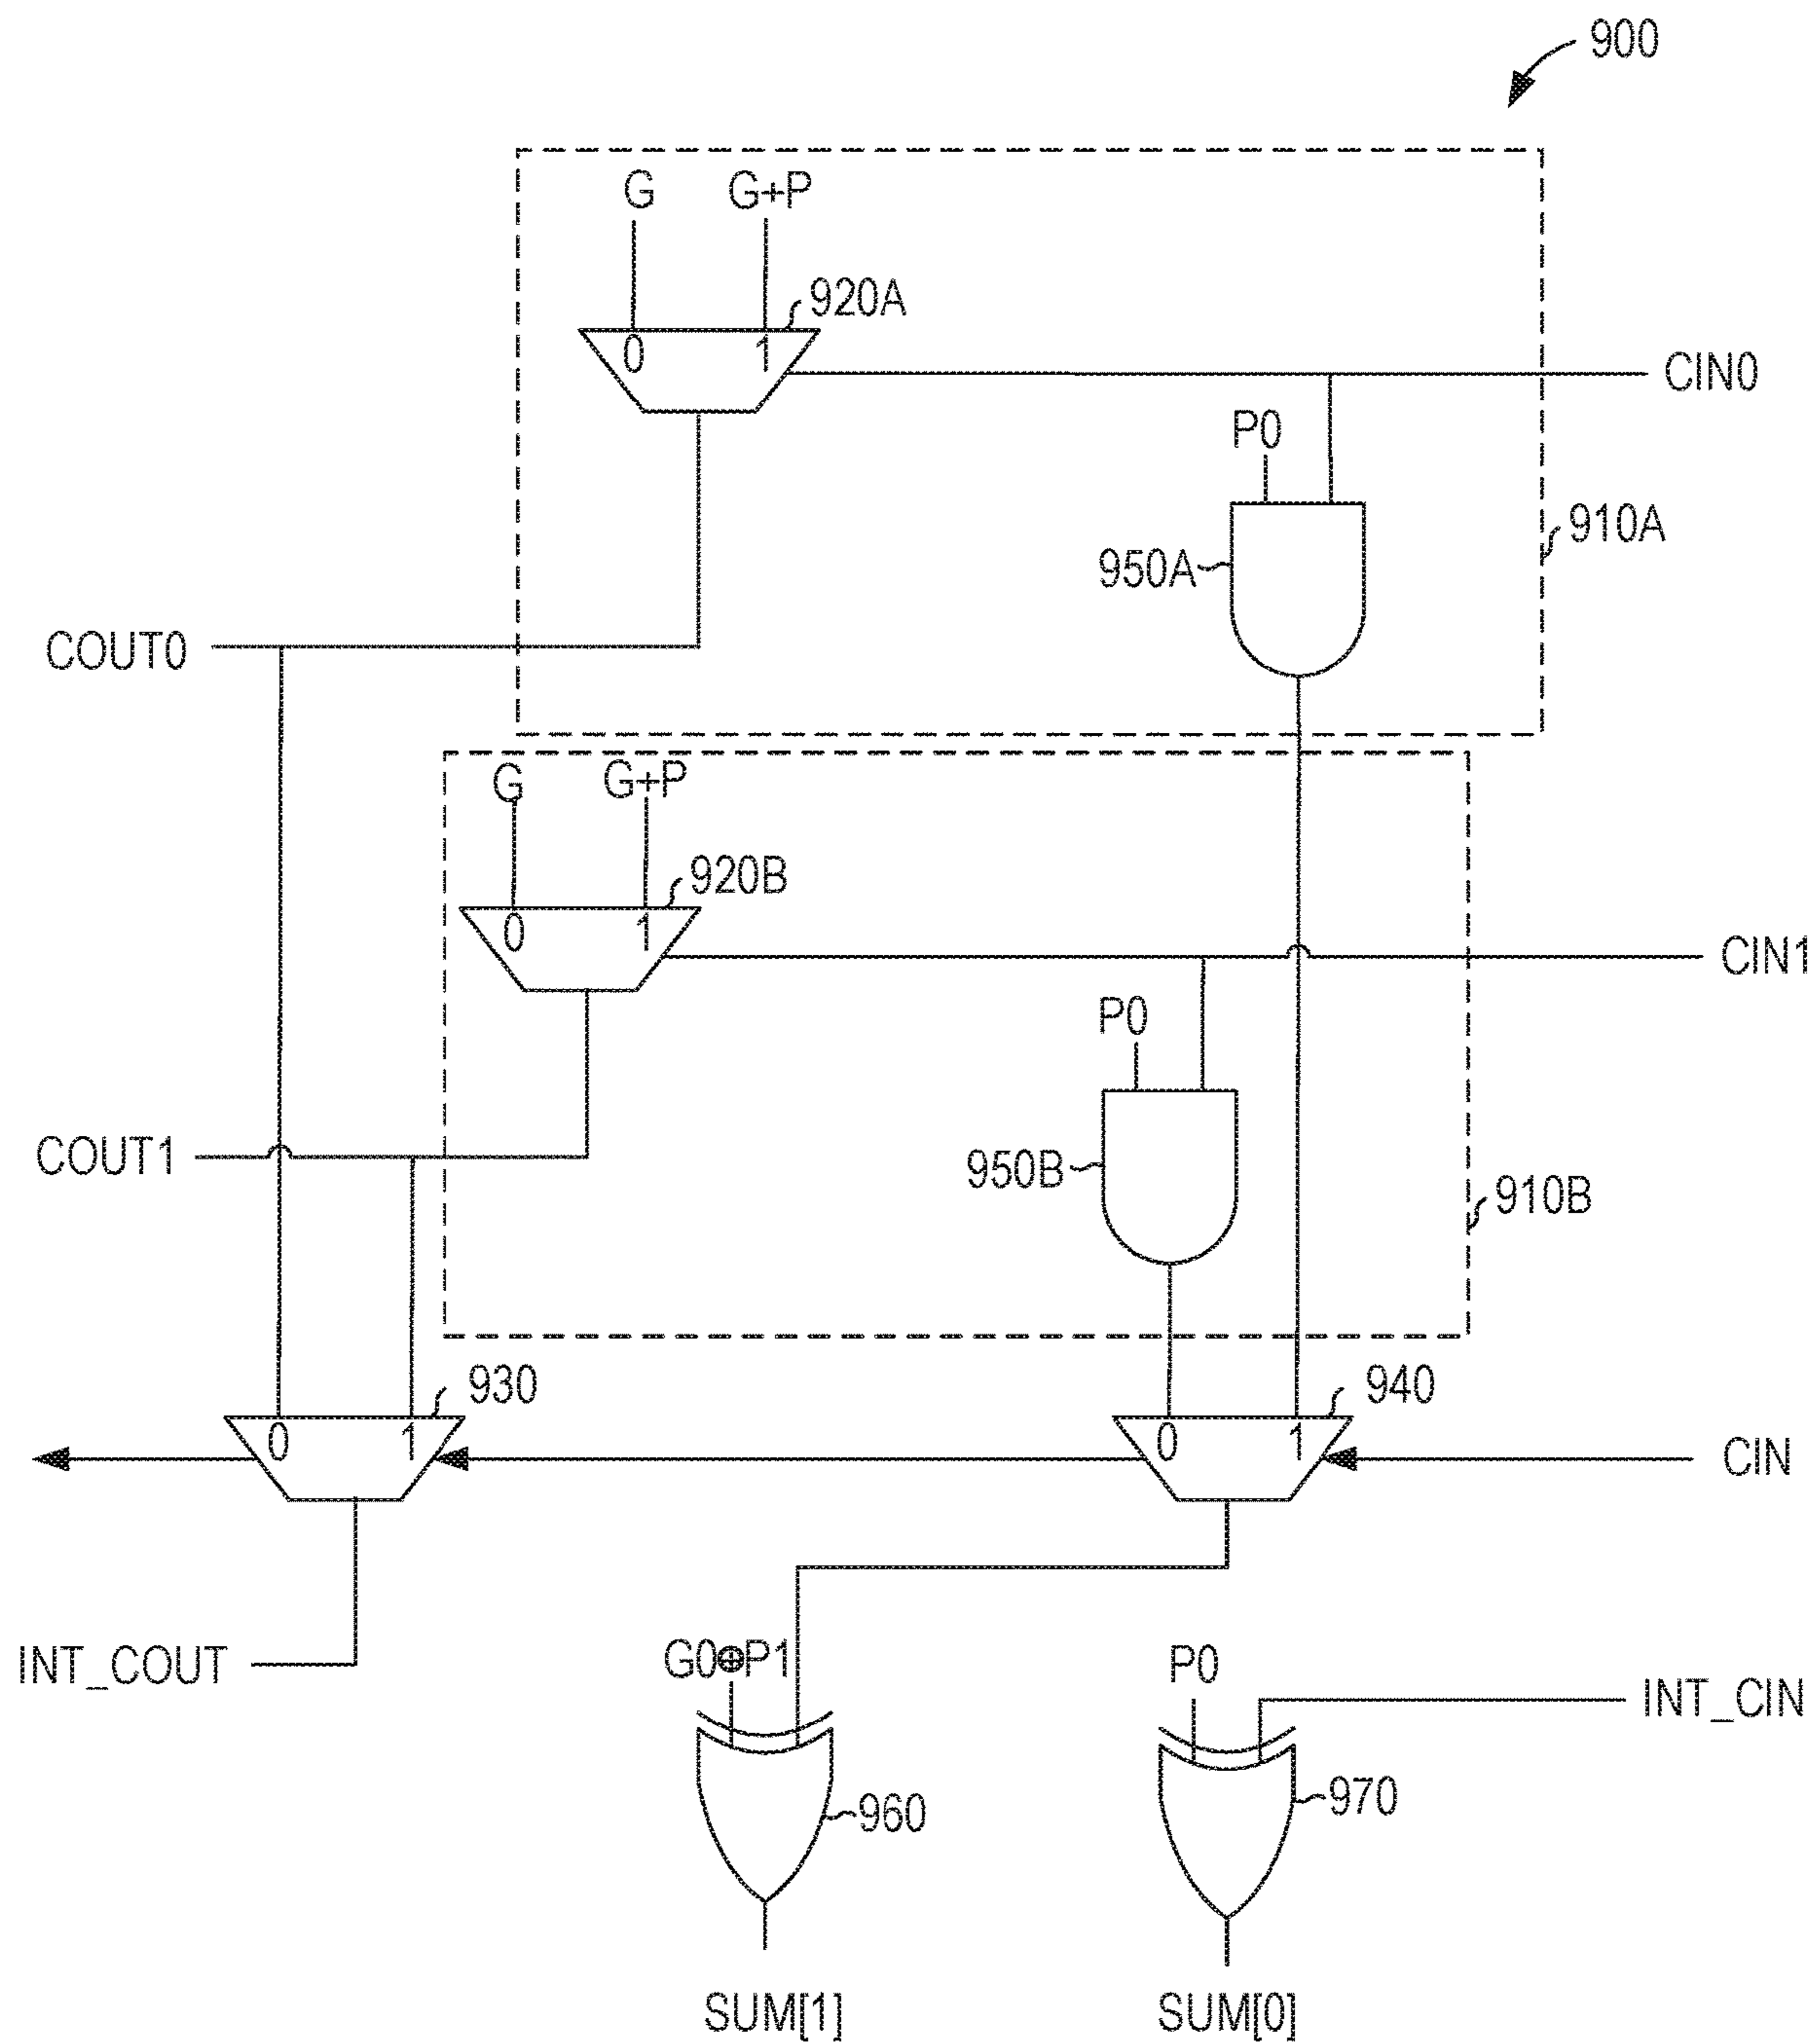 900
G G+P
920A
0 1
CIN0
P0
910A
950A
COUT0
G G+P
920B
0 1
CIN1
P0
COUT1
950B
910B
930
940
0 1
0 1
CIN
G0⊕P1
P0
INT_COUT
INT_CIN
960
970
SUM[1]
SUM[0]